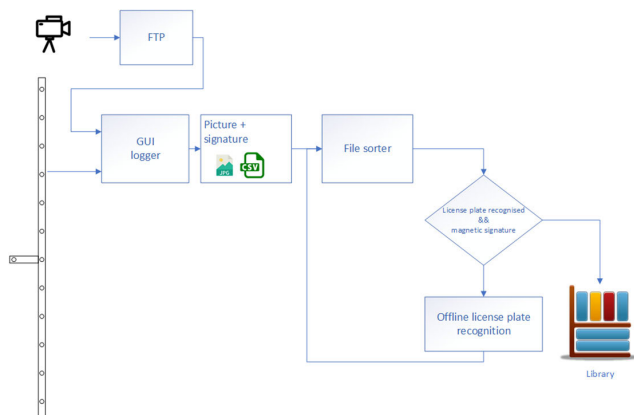 FTP
GUI
logger
Picture +
signature
JPG
CSV
File sorter
License plate recognised
&&
magnetic signature
Offline license plate
recognition
Library